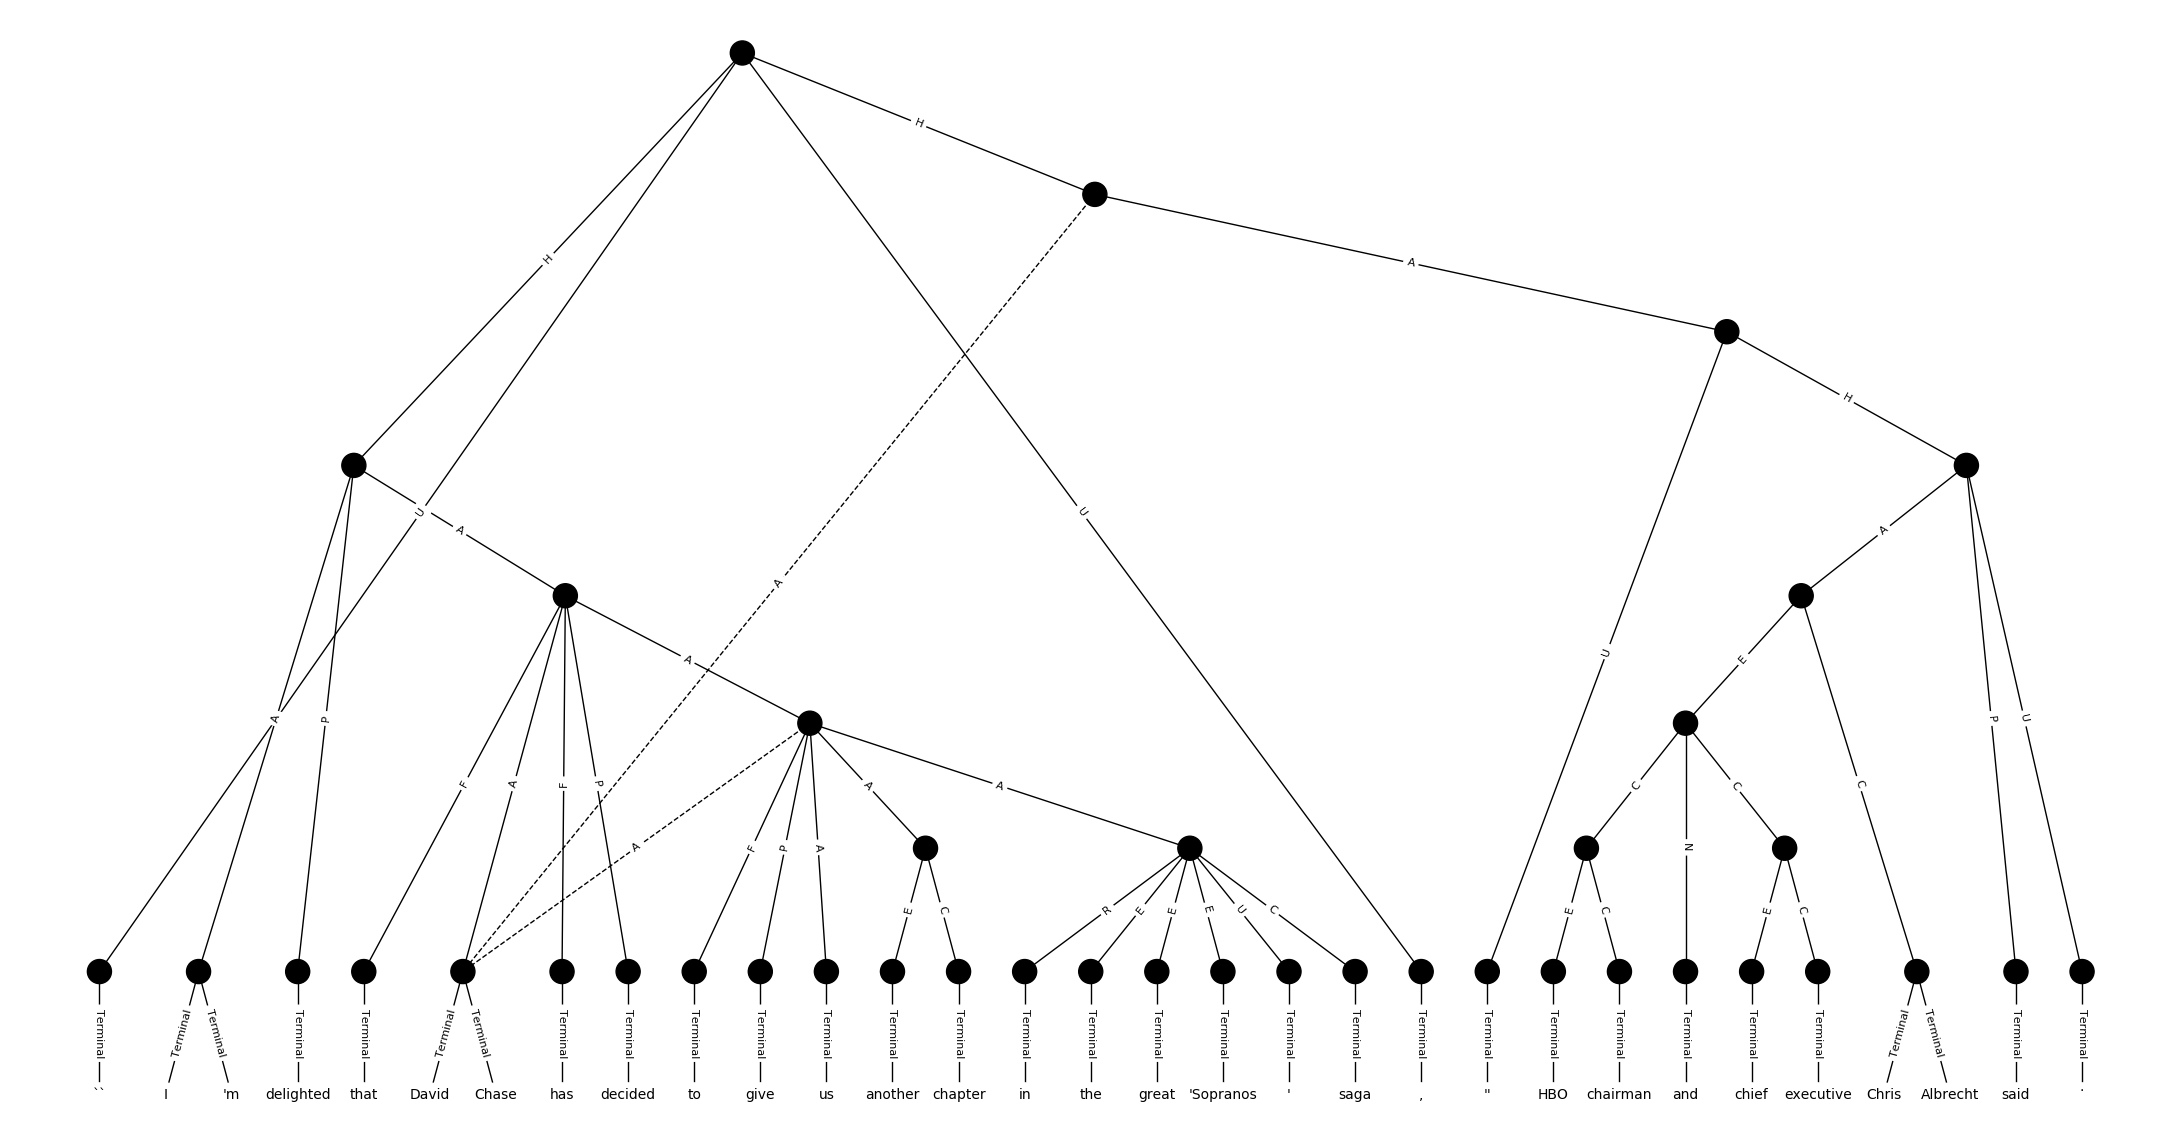 H
A
H
H
A
A
U
U
A
A
U
E
A
A
P
P
U
F
A
F
P
A
A
C
C
C
A
F
P
A
N
E
C
R
E
E
E
U
C
E
C
E
C
Terminal Terminal Terminal Terminal Terminal Terminal Terminal Terminal Terminal Terminal Terminal Terminal Terminal Terminal Terminal Terminal Terminal Terminal Terminal Terminal Terminal Terminal Terminal Terminal Terminal Terminal Terminal Terminal Terminal Terminal Terminal
`` I 'm delighted that David Chase has decided to give us another chapter in the great 'Sopranos ' saga , " HBO chairman and chief executive Chris Albrecht said .